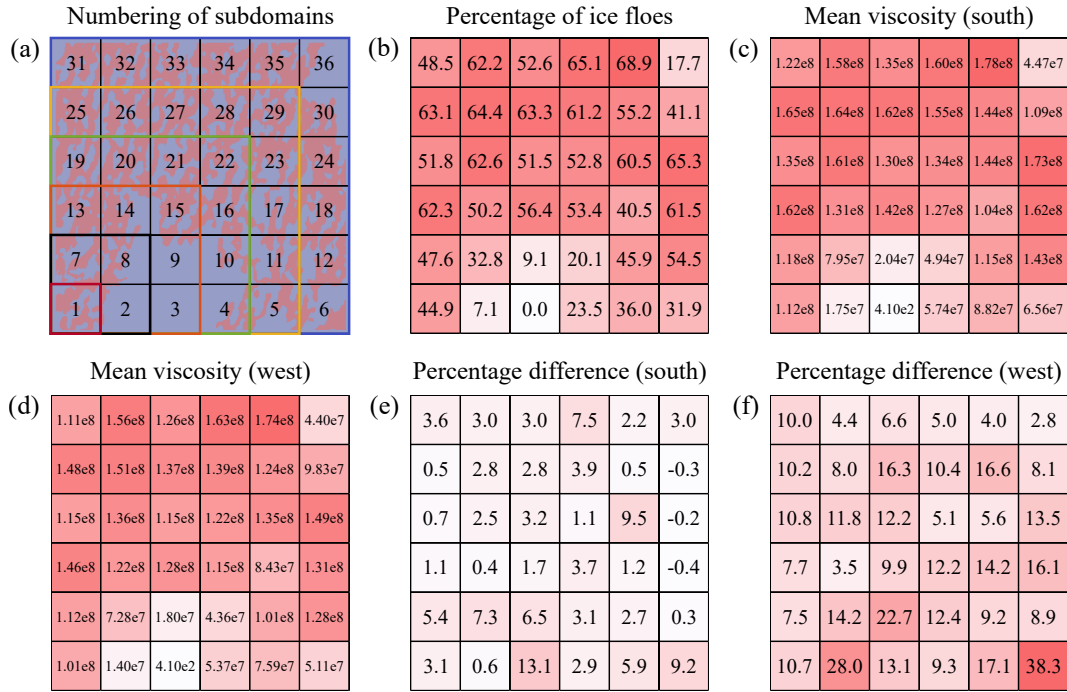 Numbering of subdomains
(a)
31 32 33 34 35 36
25 26 27 28 29 30
19 20 21 22 23 24
13 14 15 16 17 18
7 8 9 10 11 12
1 2 3 4 5 6
Percentage of ice floes
(b)
48.5 62.2 52.6 65.1 68.9 17.7
63.1 64.4 63.3 61.2 55.2 41.1
51.8 62.6 51.5 52.8 60.5 65.3
62.3 50.2 56.4 53.4 40.5 61.5
47.6 32.8 9.1 20.1 45.9 54.5
44.9 7.1 0.0 23.5 36.0 31.9
Mean viscosity (south)
(c)
1.22e8 1.58e8 1.35e8 1.60e8 1.78e8 4.47e7
1.65e8 1.64e8 1.62e8 1.55e8 1.44e8 1.09e8
1.35e8 1.61e8 1.30e8 1.34e8 1.44e8 1.73e8
1.62e8 1.31e8 1.42e8 1.27e8 1.04e8 1.62e8
1.18e8 7.95e7 2.04e7 4.94e7 1.15e8 1.43e8
1.12e8 1.75e7 4.10e2 5.74e7 8.82e7 6.56e7
Mean viscosity (west)
(d)
1.11e8 1.56e8 1.26e8 1.63e8 1.74e8 4.40e7
1.48e8 1.51e8 1.37e8 1.39e8 1.24e8 9.83e7
1.15e8 1.36e8 1.15e8 1.22e8 1.35e8 1.49e8
1.46e8 1.22e8 1.28e8 1.15e8 8.43e7 1.31e8
1.12e8 7.28e7 1.80e7 4.36e7 1.01e8 1.28e8
1.01e8 1.40e7 4.10e2 5.37e7 7.59e7 5.11e7
Percentage difference (south)
(e)
3.6 3.0 3.0 7.5 2.2 3.0
0.5 2.8 2.8 3.9 0.5 -0.3
0.7 2.5 3.2 1.1 9.5 -0.2
1.1 0.4 1.7 3.7 1.2 -0.4
5.4 7.3 6.5 3.1 2.7 0.3
3.1 0.6 13.1 2.9 5.9 9.2
Percentage difference (west)
(f)
10.0 4.4 6.6 5.0 4.0 2.8
10.2 8.0 16.3 10.4 16.6 8.1
10.8 11.8 12.2 5.1 5.6 13.5
7.7 3.5 9.9 12.2 14.2 16.1
7.5 14.2 22.7 12.4 9.2 8.9
10.7 28.0 13.1 9.3 17.1 38.3